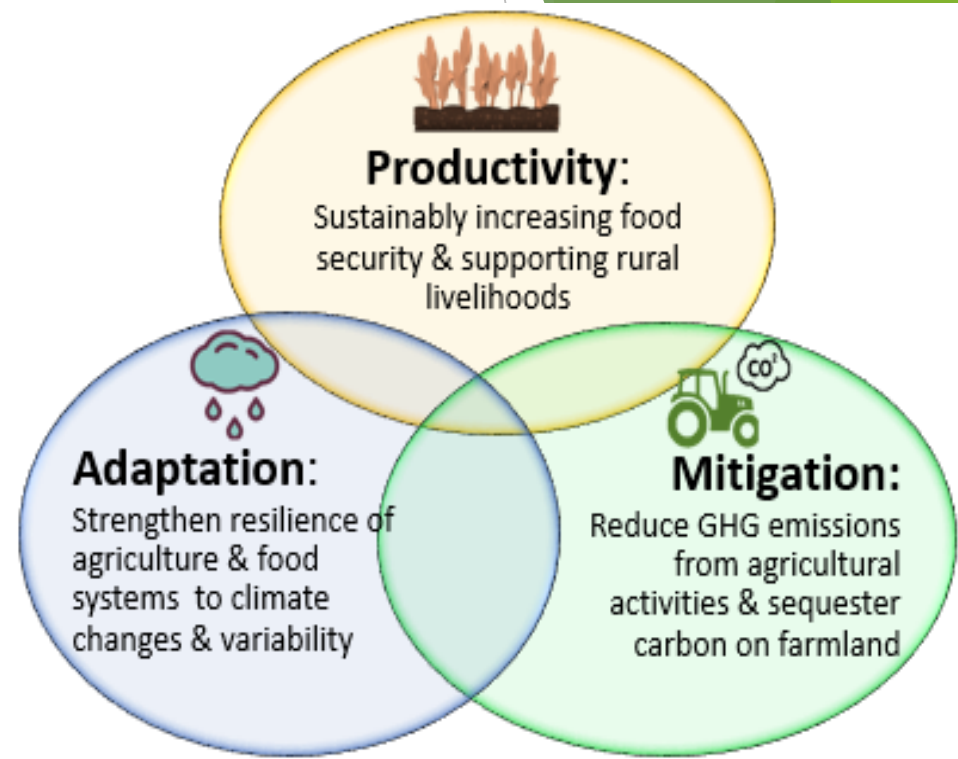 Productivity:
Sustainably increasing food
security & supporting rural
livelihoods
CO²
Adaptation:
Strengthen resilience of
agriculture & food
systems to climate
changes & variability
Mitigation:
Reduce GHG emissions
from agricultural
activities & sequester
carbon on farmland